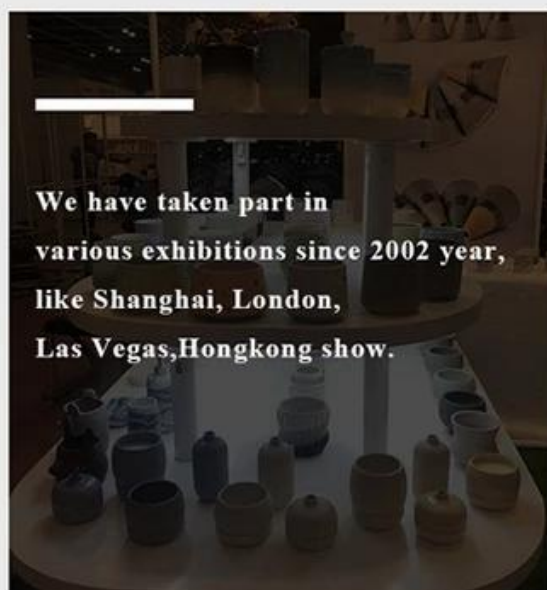 We have taken part in
various exhibitions since 2002 year,
like Shanghai, London,
Las Vegas,Hongkong show.